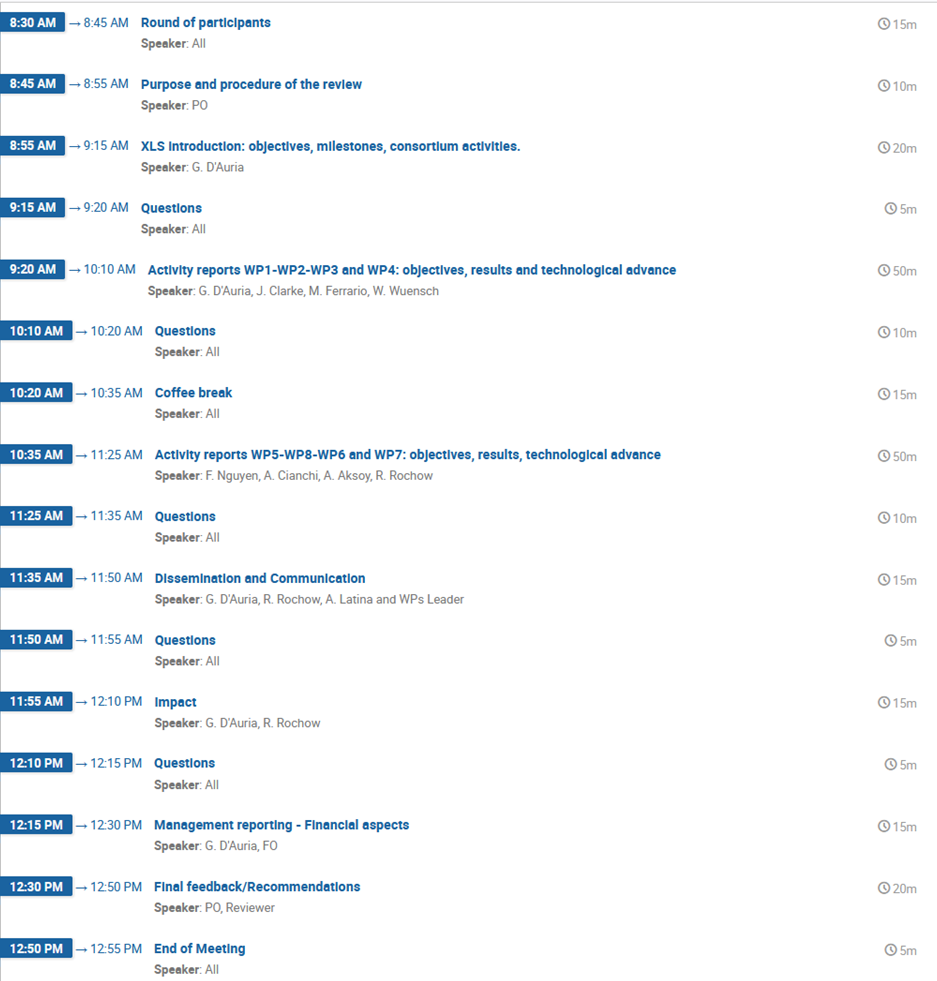 8:30 AM → 8:45 AM Round of participants 15m
Speaker: All
8:45 AM → 8:55 AM Purpose and procedure of the review 10m
Speaker: PO
8:55 AM → 9:15 AM XLS Introduction: objectives, milestones, consortium activities. 20m
Speaker: G. D'Auria
9:15 AM → 9:20 AM Questions 5m
Speaker: All
9:20 AM → 10:10 AM Activity reports WP1-WP2-WP3 and WP4: objectives, results and technological advance 50m
Speaker: G. D'Auria, J. Clarke, M. Ferrario, W. Wuensch
10:10 AM → 10:20 AM Questions 10m
Speaker: All
10:20 AM → 10:35 AM Coffee break 15m
Speaker: All
10:35 AM → 11:25 AM Activity reports WP5-WP8-WP6 and WP7: objectives, results, technological advance 50m
Speaker: F. Nguyen, A. Cianchi, A. Aksoy, R. Rochow
11:25 AM → 11:35 AM Questions 10m
Speaker: All
11:35 AM → 11:50 AM Dissemination and Communication 15m
Speaker: G. D'Auria, R. Rochow, A. Latina and WPs Leader
11:50 AM → 11:55 AM Questions 5m
Speaker: All
11:55 AM → 12:10 PM Impact 15m
Speaker: G. D'Auria, R. Rochow
12:10 PM → 12:15 PM Questions 5m
Speaker: All
12:15 PM → 12:30 PM Management reporting - Financial aspects 15m
Speaker: G. D'Auria, FO
12:30 PM → 12:50 PM Final feedback/Recommendations 20m
Speaker: PO, Reviewer
12:50 PM → 12:55 PM End of Meeting 5m
Speaker: All